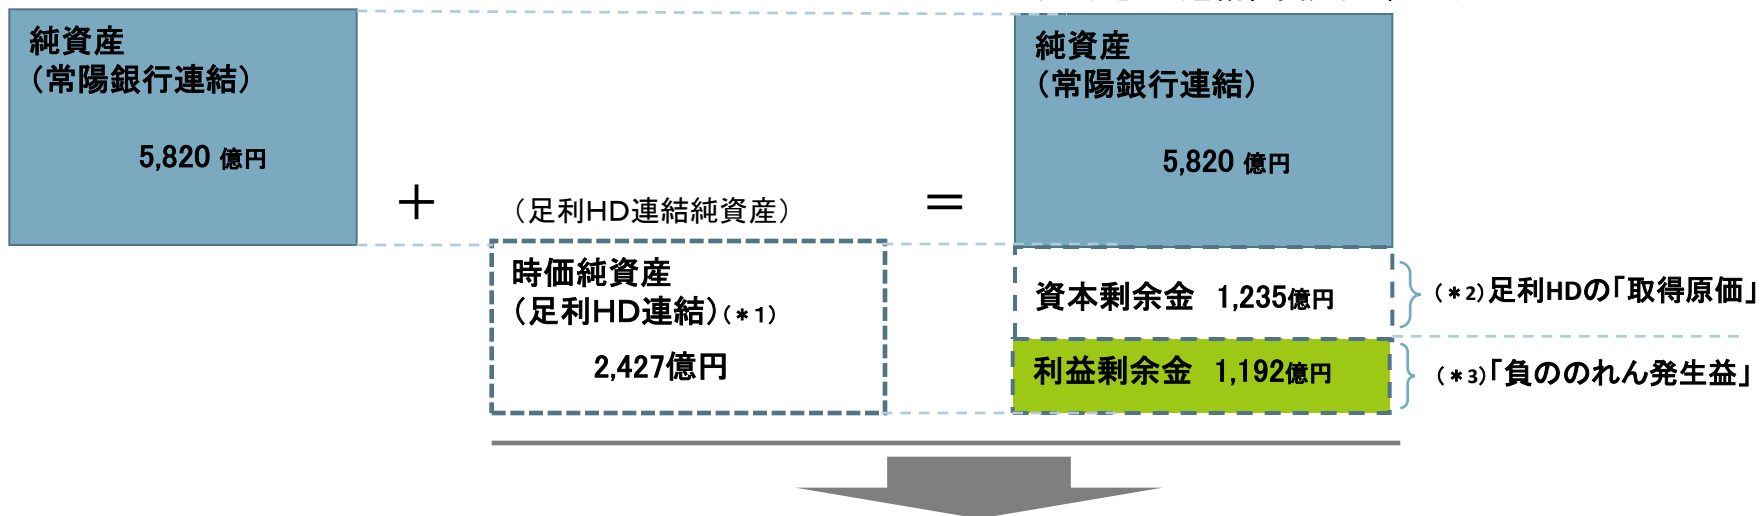 純資産
(常陽銀行連結)
5,820 億円
+
(足利HD連結純資産)
時価純資産
(足利HD連結)(*1)
2,427億円
=
純資産
(常陽銀行連結)
5,820 億円
資本剰余金 1,235億円
(*2)足利HDの「取得原価」
利益剰余金 1,192億円
(*3)「負ののれん発生益」